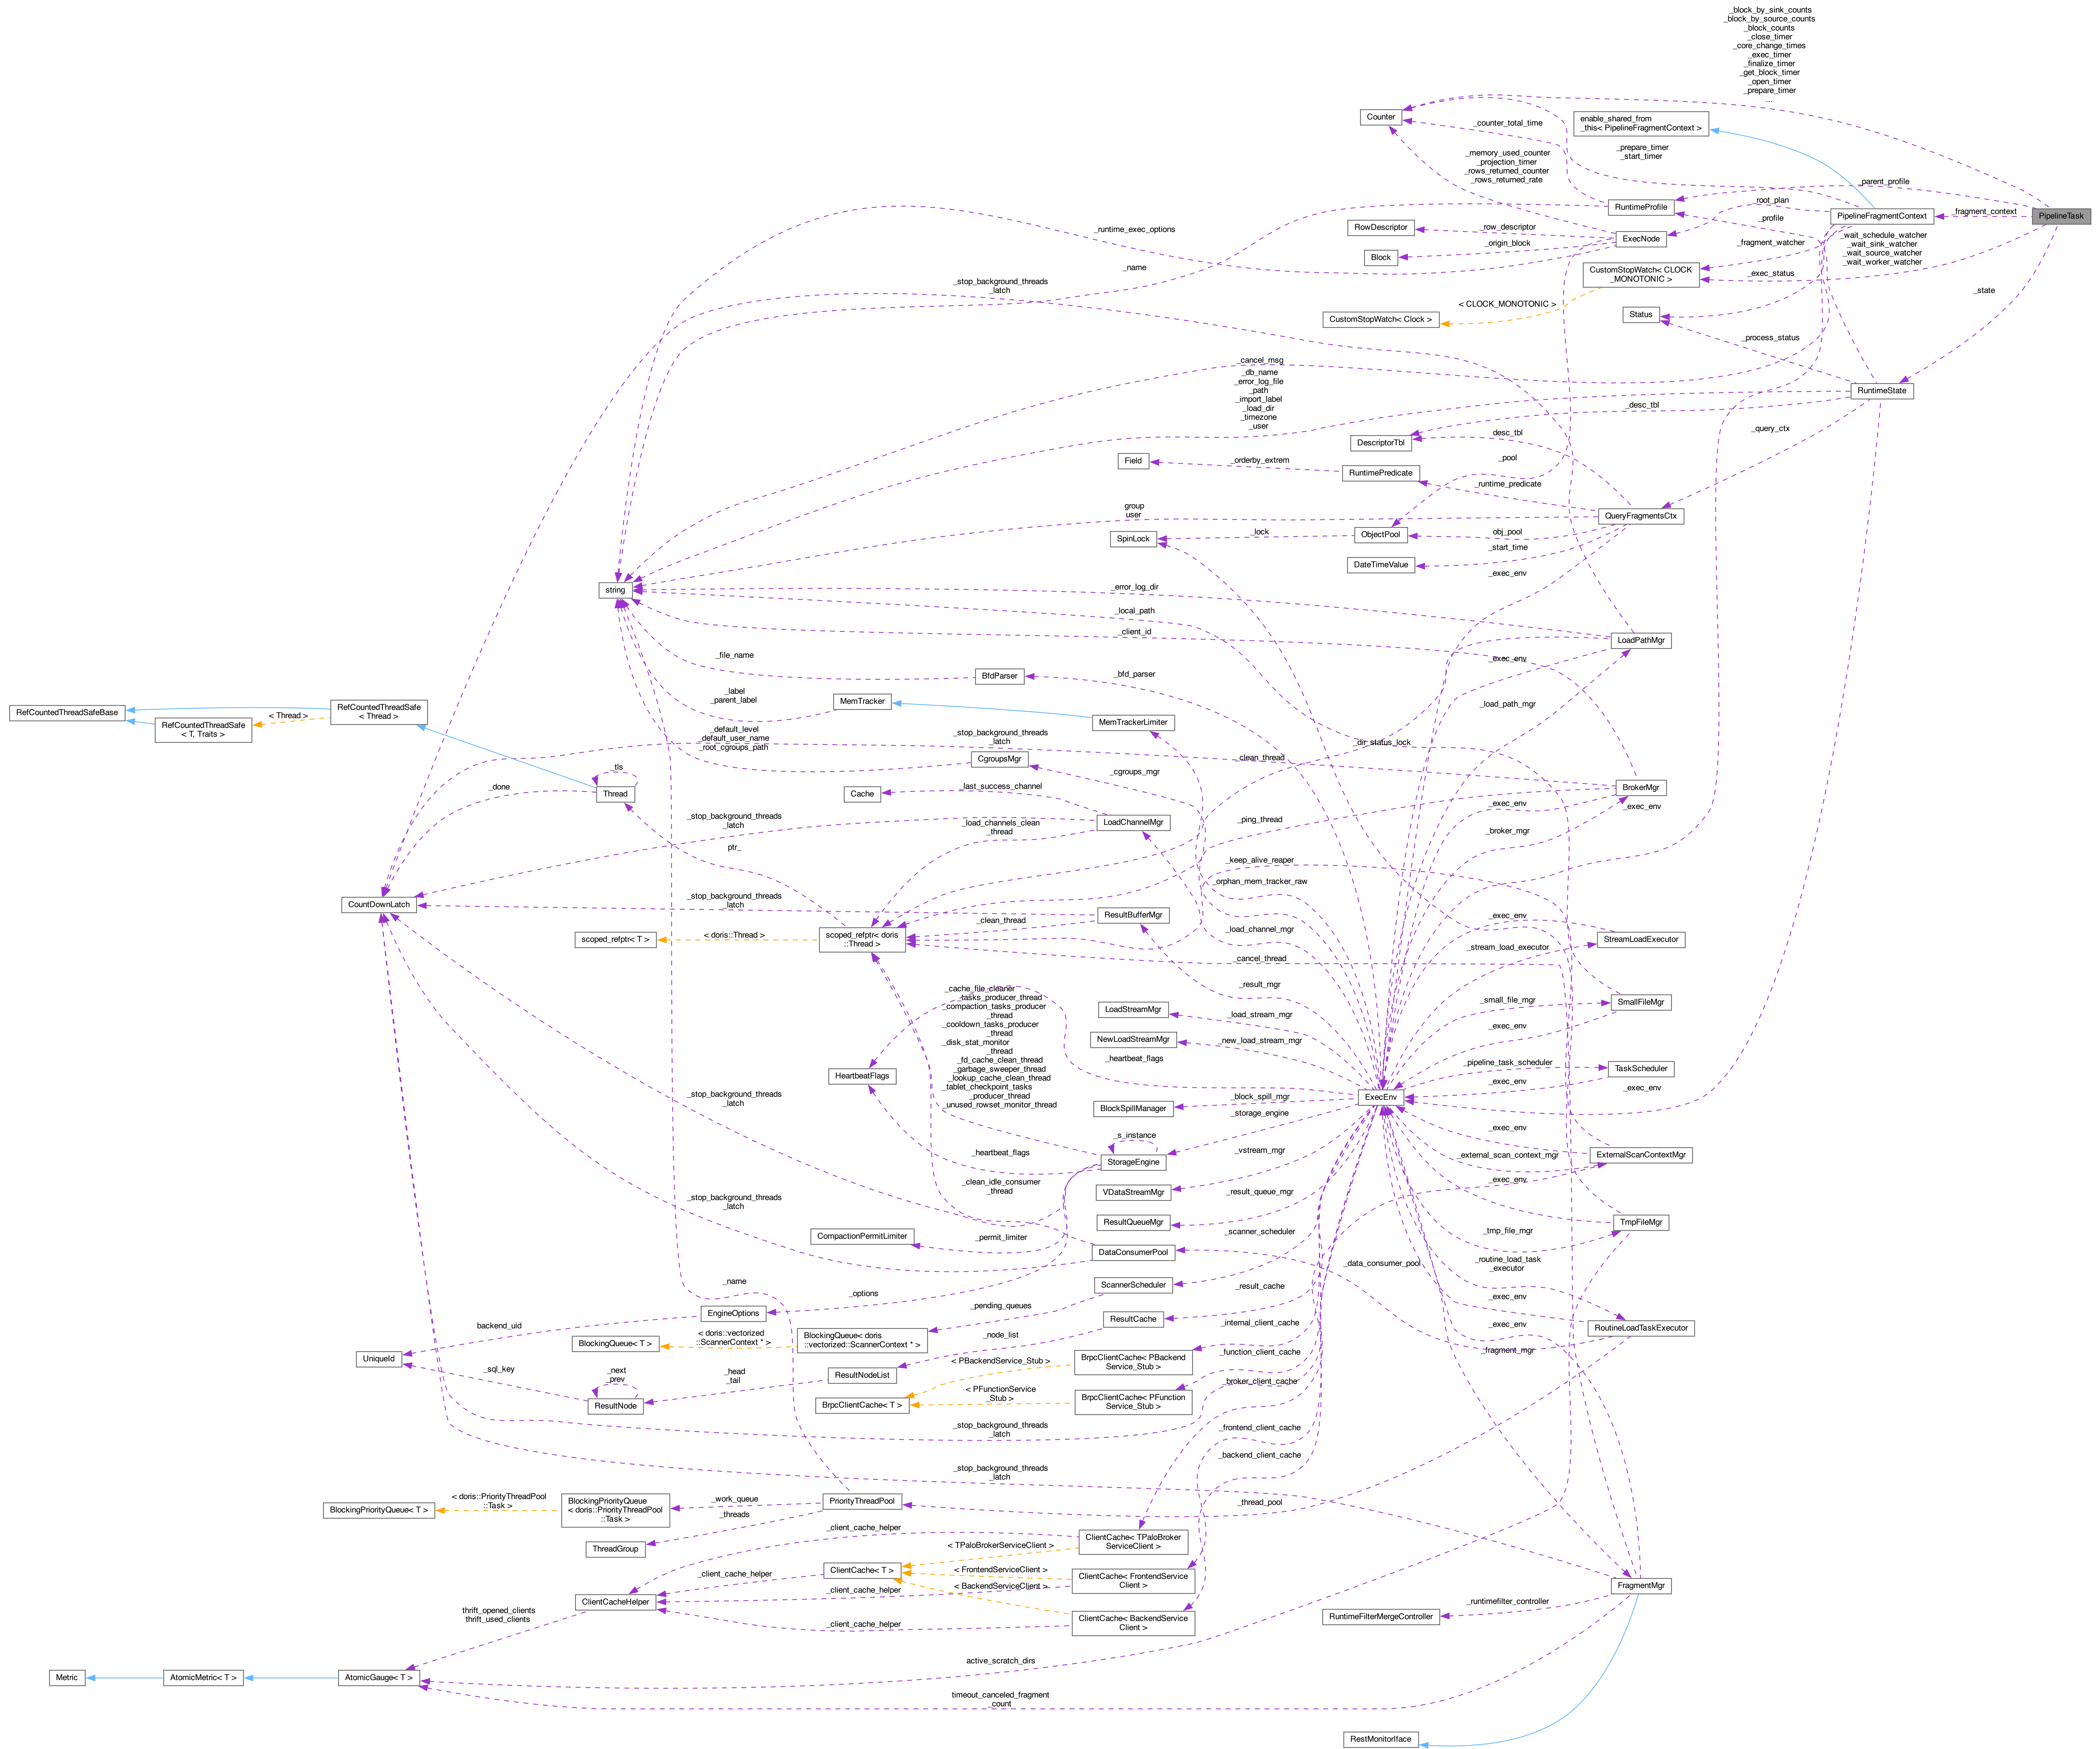 _block_by_sink_counts
_block_by_source_counts
_block_counts
_close_timer
_core_change_times
_exec_timer
_finalize_timer
_get_block_timer
_open_timer
_prepare_timer
...
Counter
enable_shared_from
_this< PipelineFragmentContext >
_counter_total_time
_prepare_timer
_start_timer
_memory_used_counter
_projection_timer
_rows_returned_counter
_rows_returned_rate
_parent_profile
_root_plan
RuntimeProfile
PipelineFragmentContext
_fragment_context
PipelineTask
_profile
_runtime_exec_options
RowDescriptor
_row_descriptor
ExecNode
_origin_block
Block
_fragment_watcher
_wait_schedule_watcher
_wait_sink_watcher
_wait_source_watcher
_wait_worker_watcher
_name
CustomStopWatch< CLOCK
_MONOTONIC >
_exec_status
_stop_background_threads
_latch
_state
< CLOCK_MONOTONIC >
CustomStopWatch< Clock >
Status
_process_status
_cancel_msg
_db_name
_error_log_file
_path
_import_label
_load_dir
_timezone
_user
RuntimeState
_desc_tbl
_query_ctx
DescriptorTbl
desc_tbl
Field
_orderby_extrem
RuntimePredicate
_pool
_runtime_predicate
group
user
QueryFragmentsCtx
SpinLock
_lock
ObjectPool
obj_pool
_start_time
DateTimeValue
_exec_env
string
_error_log_dir
_local_path
_client_id
LoadPathMgr
_file_name
BfdParser
_bfd_parser
_exec_env
_label
_parent_label
MemTracker
MemTrackerLimiter
_load_path_mgr
RefCountedThreadSafeBase
RefCountedThreadSafe
< Thread >
< Thread >
RefCountedThreadSafe
< T, Traits >
_default_level
_default_user_name
_root_cgroups_path
_stop_background_threads
_latch
_dir_status_lock
_clean_thread
CgroupsMgr
_cgroups_mgr
_tls
Thread
_done
Cache
_last_success_channel
BrokerMgr
_exec_env
_exec_env
_stop_background_threads
_latch
_load_channels_clean
_thread
LoadChannelMgr
_ping_thread
_broker_mgr
ptr_
_keep_alive_reaper
_orphan_mem_tracker_raw
CountDownLatch
_stop_background_threads
_latch
_clean_thread
ResultBufferMgr
_exec_env
scoped_refptr< T >
< doris::Thread >
scoped_refptr< doris
::Thread >
_load_channel_mgr
StreamLoadExecutor
_stream_load_executor
_cancel_thread
_result_mgr
_cache_file_cleaner
_tasks_producer_thread
_compaction_tasks_producer
_thread
_cooldown_tasks_producer
_thread
_disk_stat_monitor
_thread
_fd_cache_clean_thread
_garbage_sweeper_thread
_lookup_cache_clean_thread
_tablet_checkpoint_tasks
_producer_thread
_unused_rowset_monitor_thread
LoadStreamMgr
_load_stream_mgr
_small_file_mgr
SmallFileMgr
NewLoadStreamMgr
_new_load_stream_mgr
_exec_env
_heartbeat_flags
HeartbeatFlags
_pipeline_task_scheduler
TaskScheduler
_exec_env
_exec_env
ExecEnv
BlockSpillManager
_block_spill_mgr
_storage_engine
_stop_background_threads
_latch
_s_instance
StorageEngine
_heartbeat_flags
_vstream_mgr
_exec_env
_external_scan_context_mgr
ExternalScanContextMgr
_exec_env
_clean_idle_consumer
_thread
VDataStreamMgr
_stop_background_threads
_latch
_result_queue_mgr
ResultQueueMgr
TmpFileMgr
_tmp_file_mgr
_scanner_scheduler
CompactionPermitLimiter
_permit_limiter
DataConsumerPool
_data_consumer_pool
_routine_load_task
_executor
_name
_options
ScannerScheduler
_result_cache
_exec_env
EngineOptions
_pending_queues
backend_uid
ResultCache
_internal_client_cache
RoutineLoadTaskExecutor
_exec_env
BlockingQueue< T >
< doris::vectorized
::ScannerContext * >
BlockingQueue< doris
::vectorized::ScannerContext * >
_node_list
_fragment_mgr
UniqueId
_sql_key
_next
_prev
_head
_tail
ResultNodeList
< PBackendService_Stub >
BrpcClientCache< PBackend
Service_Stub >
_function_client_cache
ResultNode
BrpcClientCache< T >
< PFunctionService
_Stub >
BrpcClientCache< PFunction
Service_Stub >
_broker_client_cache
_stop_background_threads
_latch
_frontend_client_cache
_backend_client_cache
_stop_background_threads
_latch
BlockingPriorityQueue< T >
< doris::PriorityThreadPool
::Task >
BlockingPriorityQueue
< doris::PriorityThreadPool
::Task >
_work_queue
PriorityThreadPool
_thread_pool
_threads
ThreadGroup
_client_cache_helper
ClientCache< TPaloBroker
ServiceClient >
< TPaloBrokerServiceClient >
ClientCache< T >
_client_cache_helper
< FrontendServiceClient >
ClientCache< FrontendService
Client >
ClientCacheHelper
_client_cache_helper
< BackendServiceClient >
FragmentMgr
thrift_opened_clients
thrift_used_clients
_client_cache_helper
ClientCache< BackendService
Client >
RuntimeFilterMergeController
_runtimefilter_controller
active_scratch_dirs
Metric
AtomicMetric< T >
AtomicGauge< T >
timeout_canceled_fragment
_count
RestMonitorIface